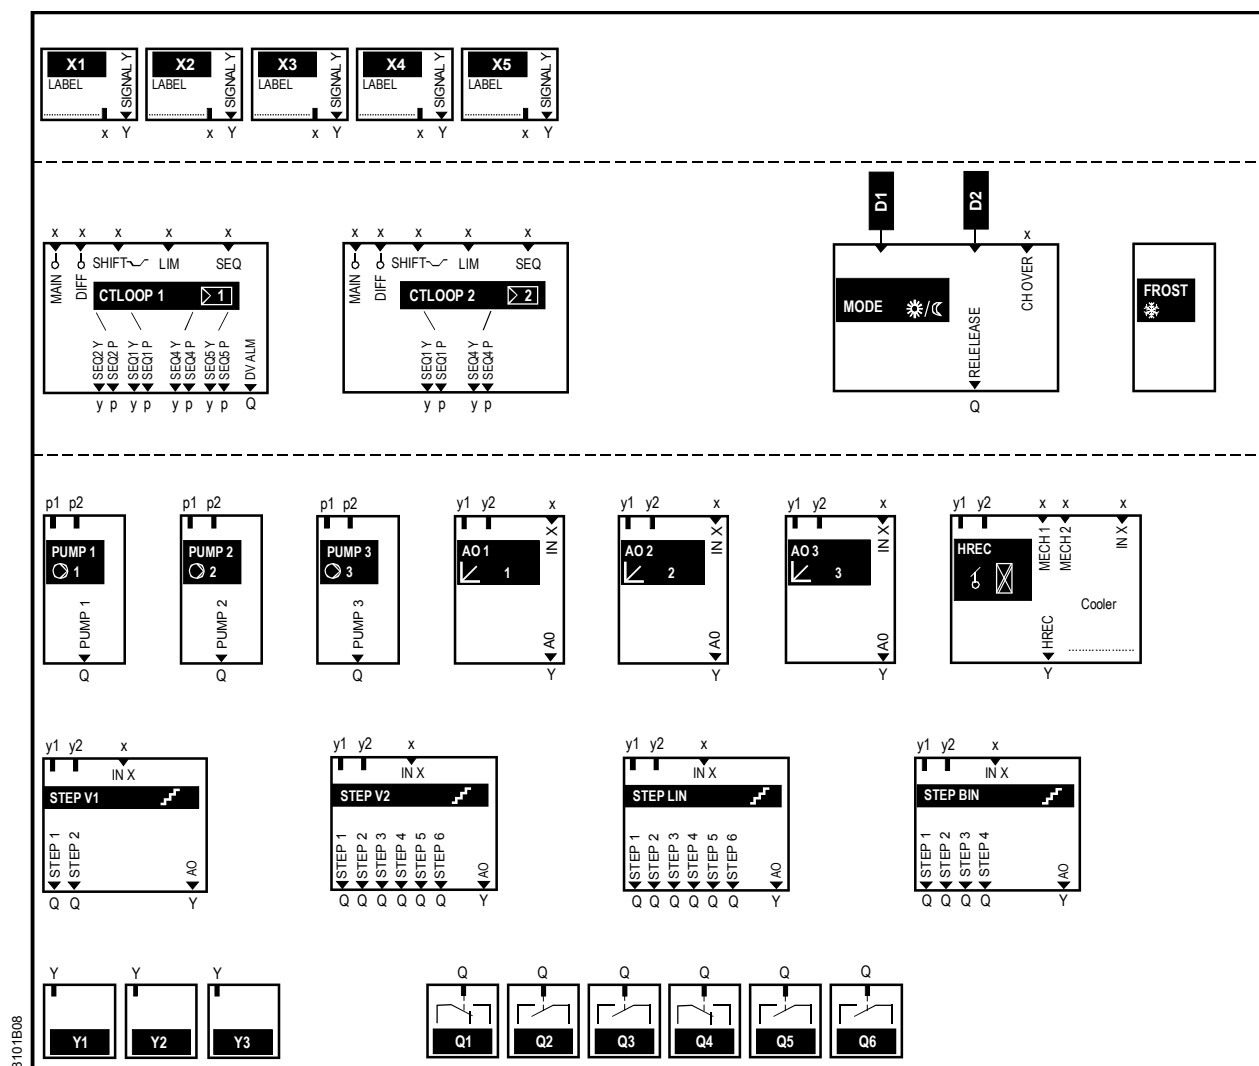 X1 X2 X3 X4 X5
LABEL SIGNAL Y LABEL SIGNAL Y LABEL SIGNAL Y LABEL SIGNAL Y LABEL SIGNAL Y
x Y x Y x Y x Y x Y
D1 D2
x x x x x x x x x x x
MAIN DIFF SHIFT LIM SEQ MAIN DIFF SHIFT LIM SEQ CH OVER
CTLOOP 1 1 CTLOOP 2 2 MODE / FROST
SEQ2 Y SEQ2 P SEQ1 Y SEQ1 P SEQ4 Y SEQ4 P SEQ5 Y SEQ5 P DV ALM SEQ1 Y SEQ1 P SEQ4 Y SEQ4 P RELELEASE
y p y p y p y p Q y p y p Q
p1 p2 p1 p2 p1 p2 y1 y2 x y1 y2 x y1 y2 x y1 y2 x x x
IN X IN X IN X MECH 1 MECH 2 IN X
PUMP 1 PUMP 2 PUMP 3 AO 1 AO 2 AO 3 HREC
1 2 3 1 2 3
Cooler
PUMP 1 PUMP 2 PUMP 3 A0 A0 A0 HREC
Q Q Q Y Y Y Y
y1 y2 x y1 y2 x y1 y2 x y1 y2 x
IN X IN X IN X IN X
STEP V1 STEP V2 STEP LIN STEP BIN
STEP 1 STEP 2 AO STEP 1 STEP 2 STEP 3 STEP 4 STEP 5 STEP 6 AO STEP 1 STEP 2 STEP 3 STEP 4 STEP 5 STEP 6 AO STEP 1 STEP 2 STEP 3 STEP 4 AO
Q Q Y Q Q Q Q Q Q Y Q Q Q Q Q Q Y Q Q Q Q Y
Y Y Y Q Q Q Q Q Q
Y1 Y2 Y3 Q1 Q2 Q3 Q4 Q5 Q6